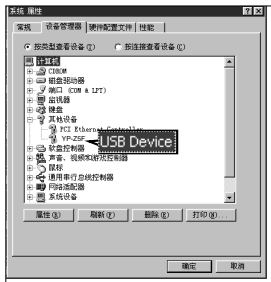 系统 属性
常规 设备管理器 硬件配置文件 性能
按类型查看设备(T) 按连接查看设备(C)
计算机
CDROM
磁盘驱动器
端口 (COM & LPT)
监视器
键盘
其他设备
PCI Ethernet Controller
YP-Z5F
USB Device
软盘控制器
声音、视频和游戏控制器
鼠标
通用串行总线控制器
网络适配器
系统设备
属性(R) 刷新(F) 删除(E) 打印(N)...
确定 取消